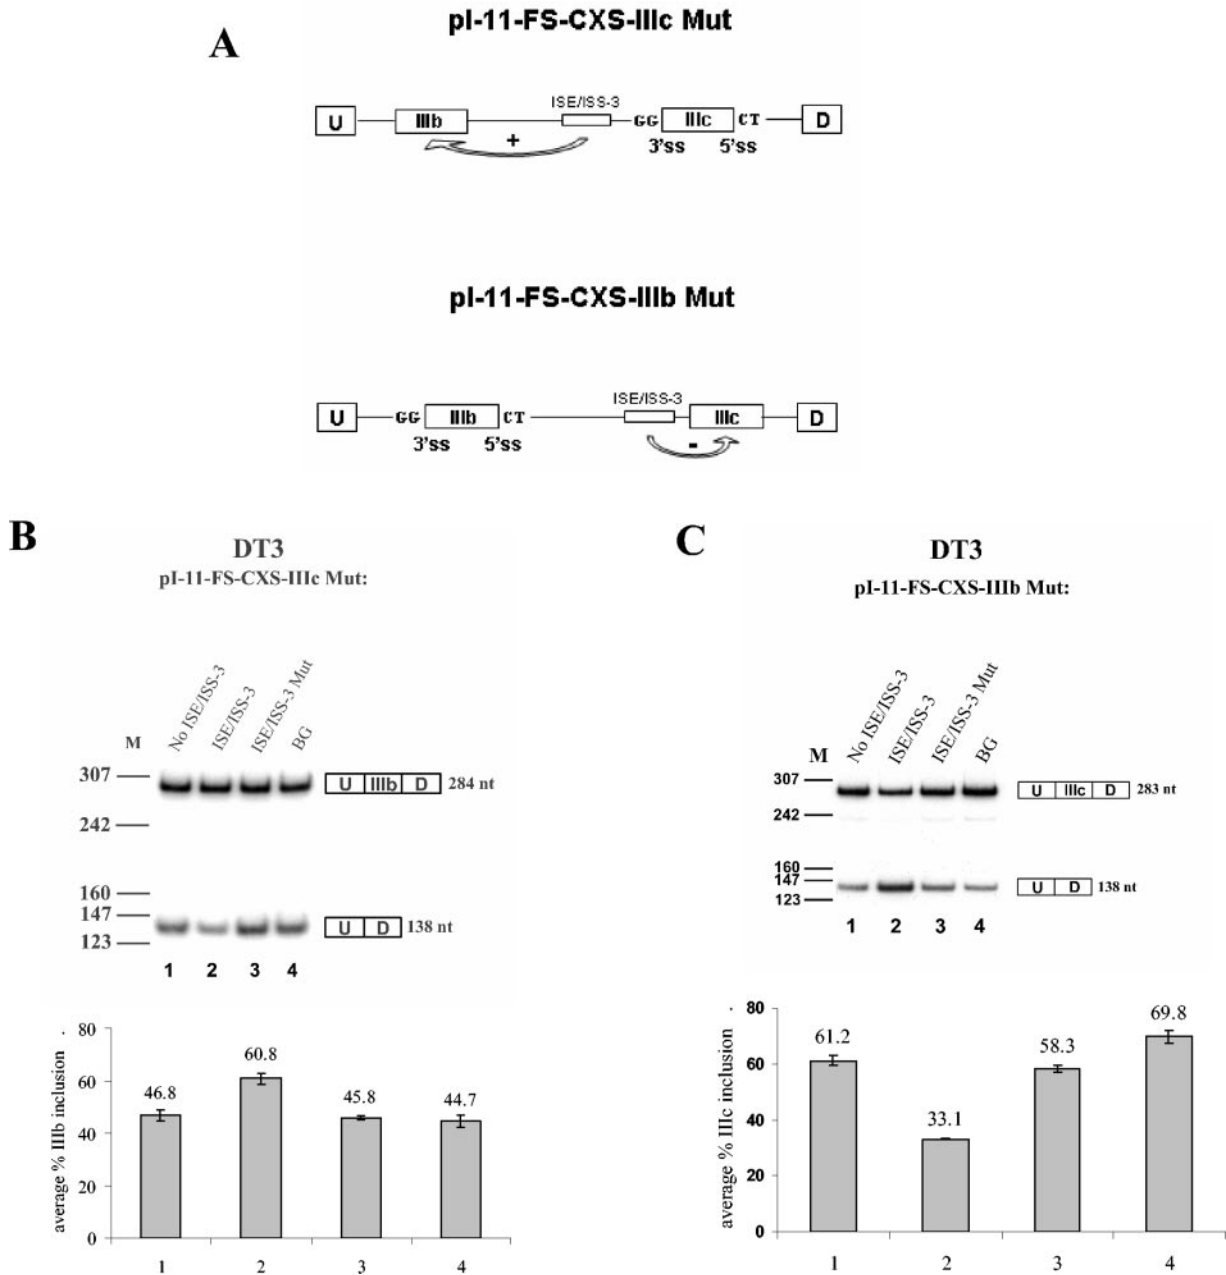 A
pI-11-FS-CXS-IIIc Mut
ISE/ISS-3
U IIIb GG IIIc CT D
+ 3'ss 5'ss
pI-11-FS-CXS-IIIb Mut
ISE/ISS-3
U GG IIIb CT IIIc D
3'ss 5'ss -
B
DT3
pI-11-FS-CXS-IIIc Mut:
M No ISE/ISS-3 ISE/ISS-3 ISE/ISS-3 Mut BG
307
U IIIb D 284 nt
242
160
147
U D 138 nt
123
1 2 3 4
average % IIIb inclusion
80
60
40
20
0
46.8 60.8 45.8 44.7
1 2 3 4
C
DT3
pI-11-FS-CXS-IIIb Mut:
M No ISE/ISS-3 ISE/ISS-3 ISE/ISS-3 Mut BG
307
U IIIc D 283 nt
242
160
147
U D 138 nt
123
1 2 3 4
average % IIIc inclusion
80
60
40
20
0
61.2 33.1 58.3 69.8
1 2 3 4